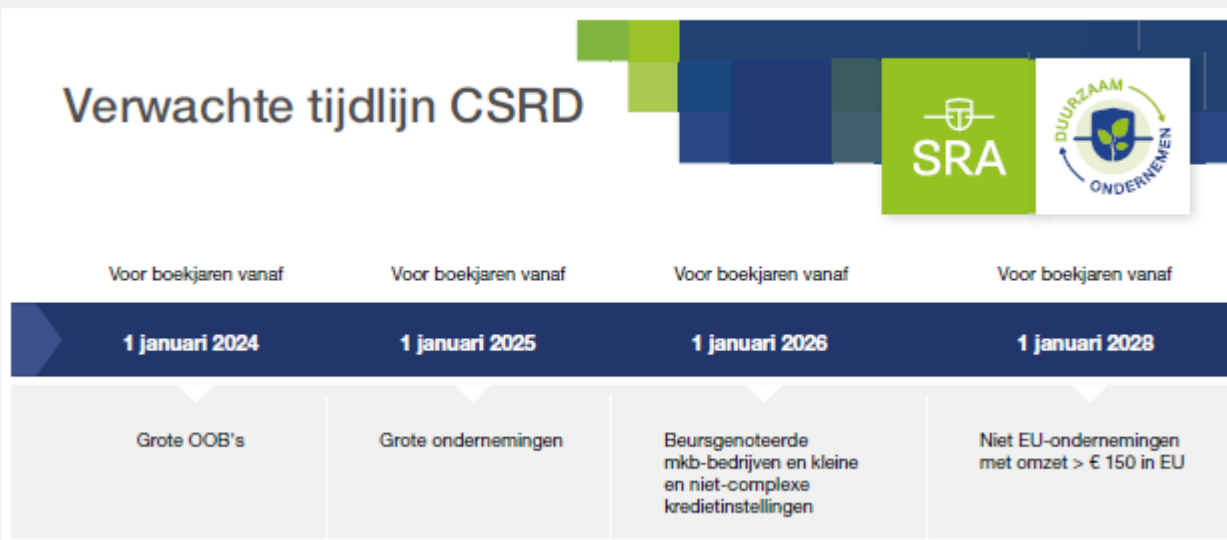 Verwachte tijdlijn CSRD
SRA
DUURZAAM
ONDERNEMEN
Voor boekjaren vanaf
Voor boekjaren vanaf
Voor boekjaren vanaf
Voor boekjaren vanaf
1 januari 2024
1 januari 2025
1 januari 2026
1 januari 2028
Grote OOB's
Grote ondernemingen
Beursgenoteerde
mkb-bedrijven en kleine
en niet-complexe
kredietinstellingen
Niet EU-ondernemingen
met omzet > € 150 in EU